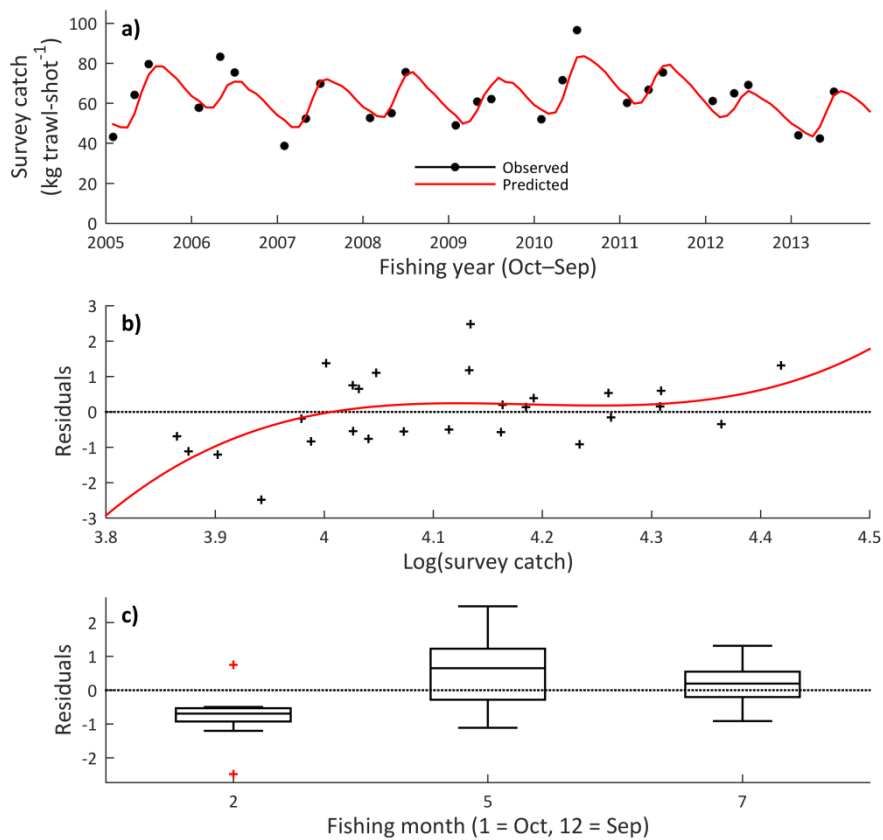 a)
Survey catch
(kg trawl-shot⁻¹)
100
80
60
40
20
0
Observed
Predicted
2005 2006 2007 2008 2009 2010 2011 2012 2013
Fishing year (Oct–Sep)
b)
Residuals
3
2
1
0
-1
-2
-3
3.8 3.9 4 4.1 4.2 4.3 4.4 4.5
Log(survey catch)
c)
Residuals
2
1
0
-1
-2
2 5 7
Fishing month (1 = Oct, 12 = Sep)